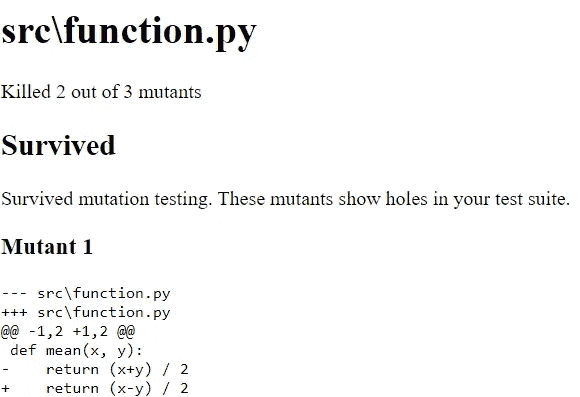 src\function.py
Killed 2 out of 3 mutants
Survived
Survived mutation testing. These mutants show holes in your test suite.
Mutant 1
--- src\function.py
+++ src\function.py
@@ -1,2 +1,2 @@
 def mean(x, y):
-    return (x+y) / 2
+    return (x-y) / 2